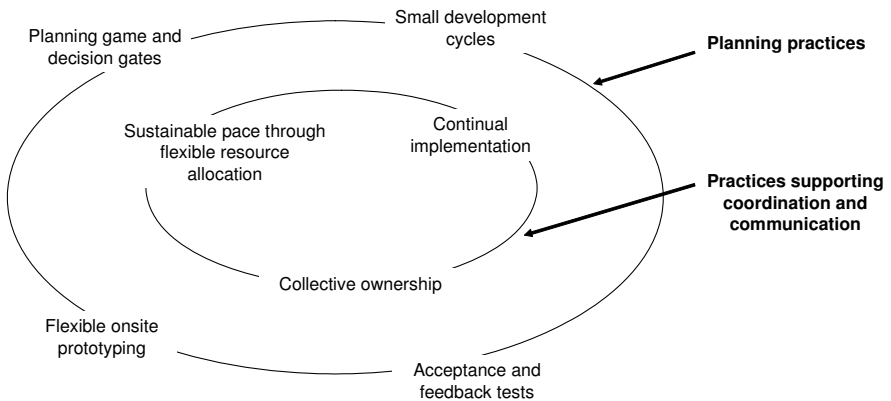 Small development
cycles
Planning game and
decision gates
Planning practices
Sustainable pace through
flexible resource
allocation
Continual
implementation
Practices supporting
coordination and
communication
Collective ownership
Flexible onsite
prototyping
Acceptance and
feedback tests